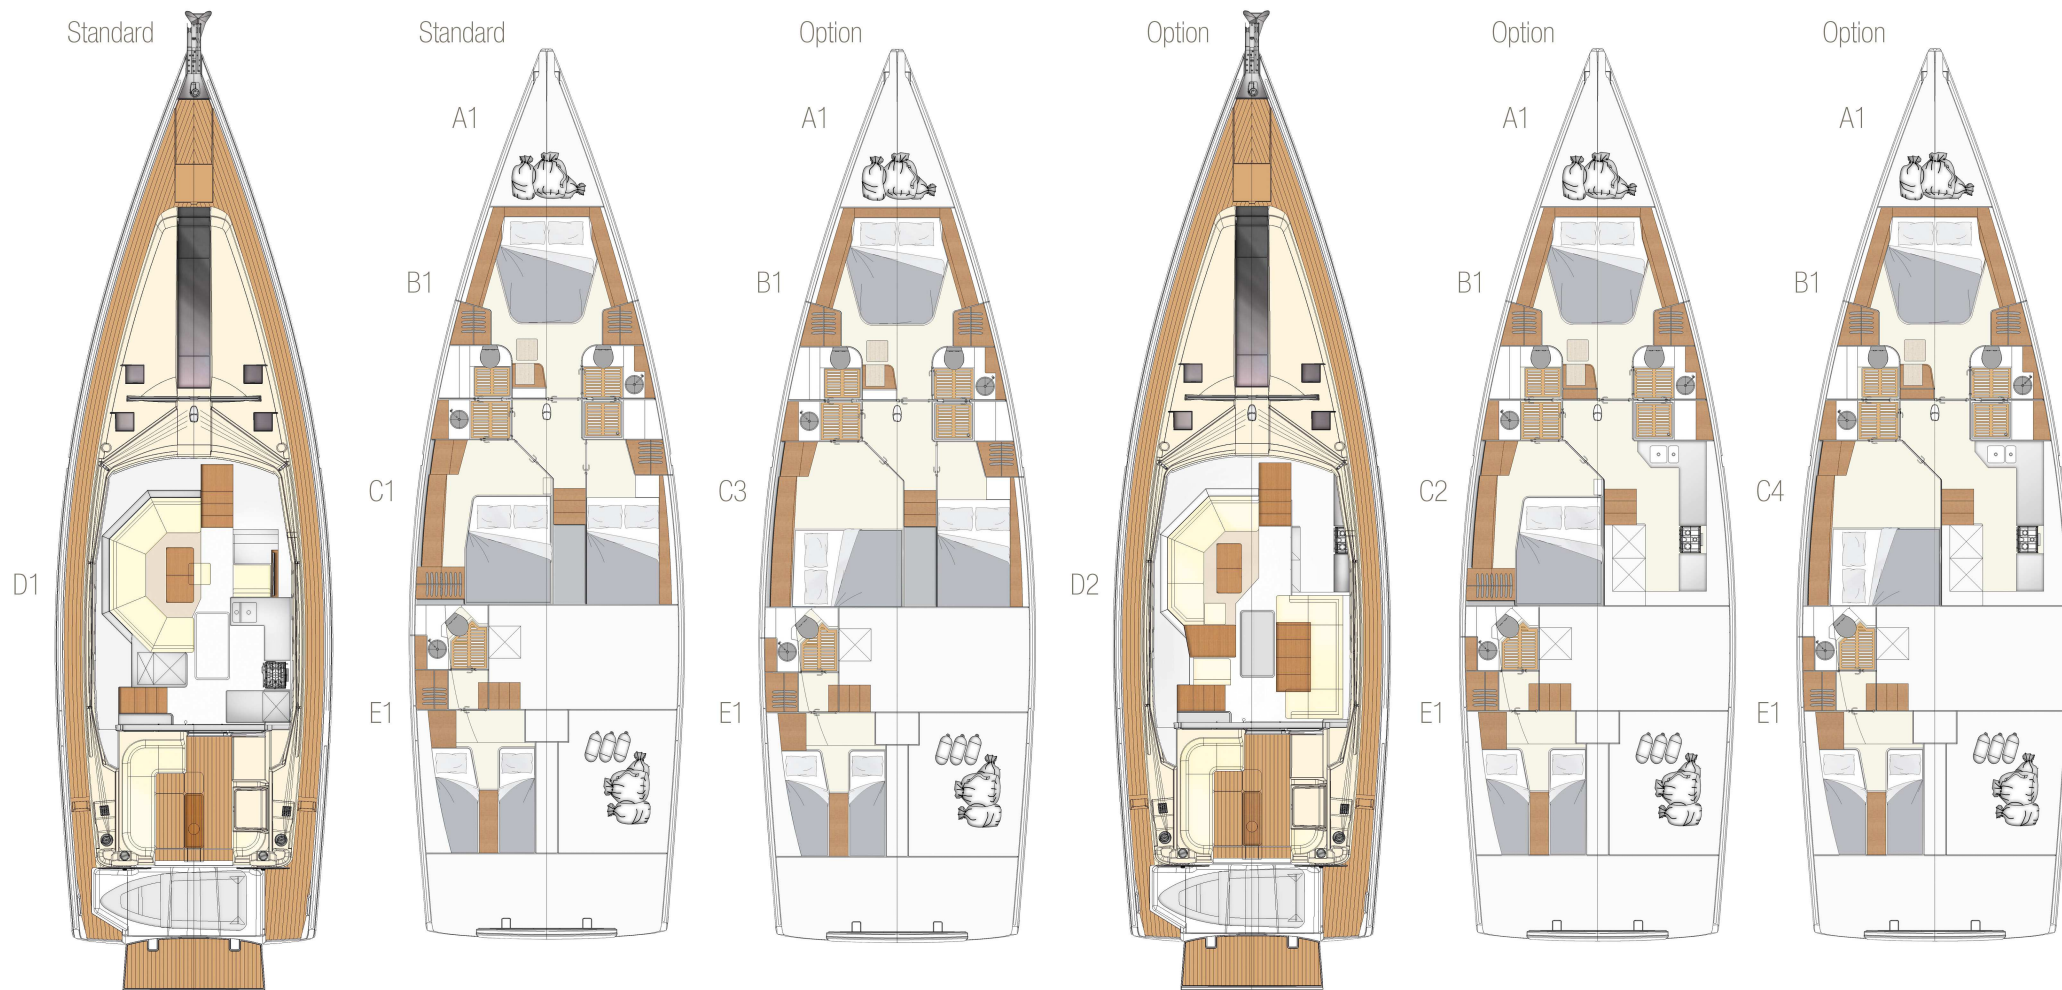 Standard
Standard
Option
Option
Option
Option
A1
A1
A1
A1
B1
B1
B1
B1
C1
C3
C2
C4
D1
D2
E1
E1
E1
E1